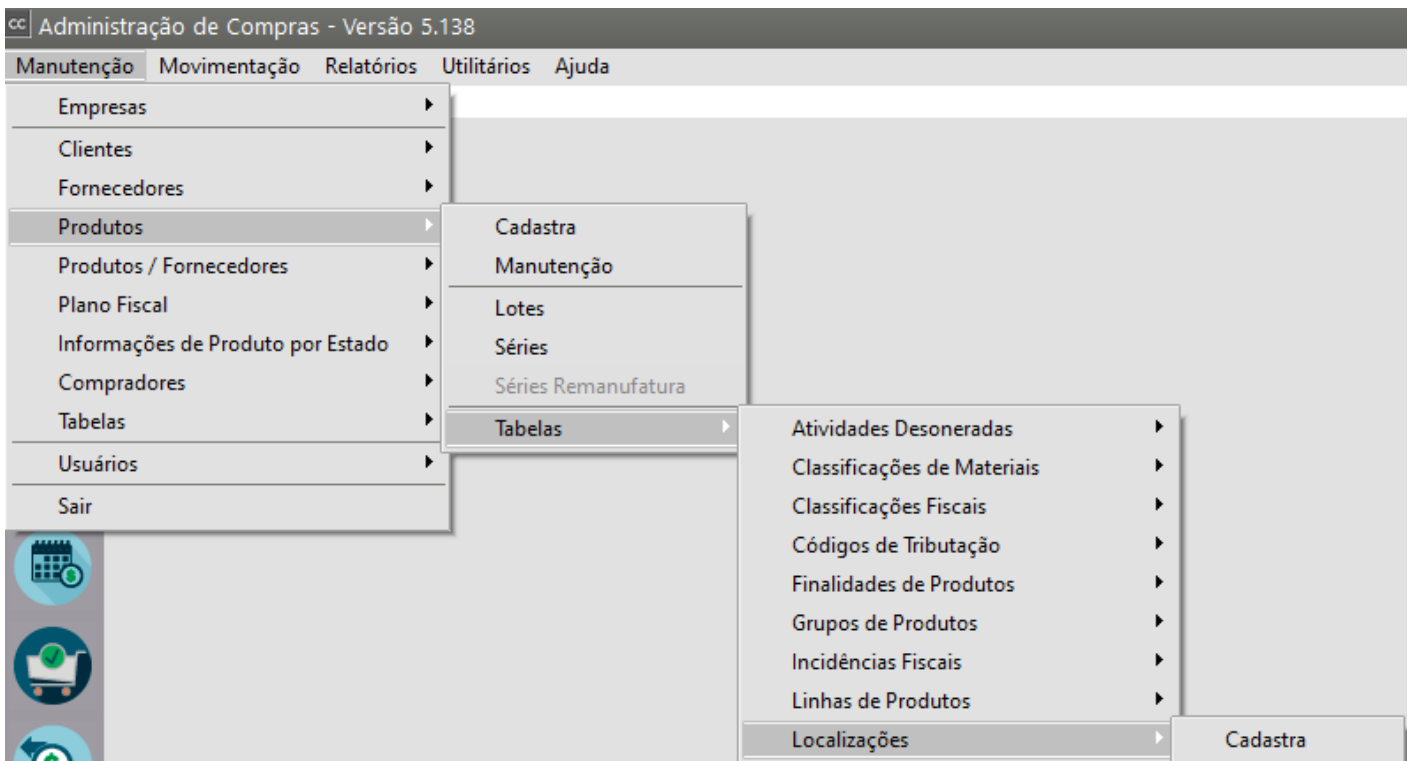 cc Administração de Compras - Versão 5.138
Manutenção Movimentação Relatórios Utilitários Ajuda
Empresas
Clientes
Fornecedores
Produtos
Produtos / Fornecedores
Plano Fiscal
Informações de Produto por Estado
Compradores
Tabelas
Usuários
Sair
Cadastra
Manutenção
Lotes
Séries
Séries Remanufatura
Tabelas
Atividades Desoneradas
Classificações de Materiais
Classificações Fiscais
Códigos de Tributação
Finalidades de Produtos
Grupos de Produtos
Incidências Fiscais
Linhas de Produtos
Localizações
Cadastra